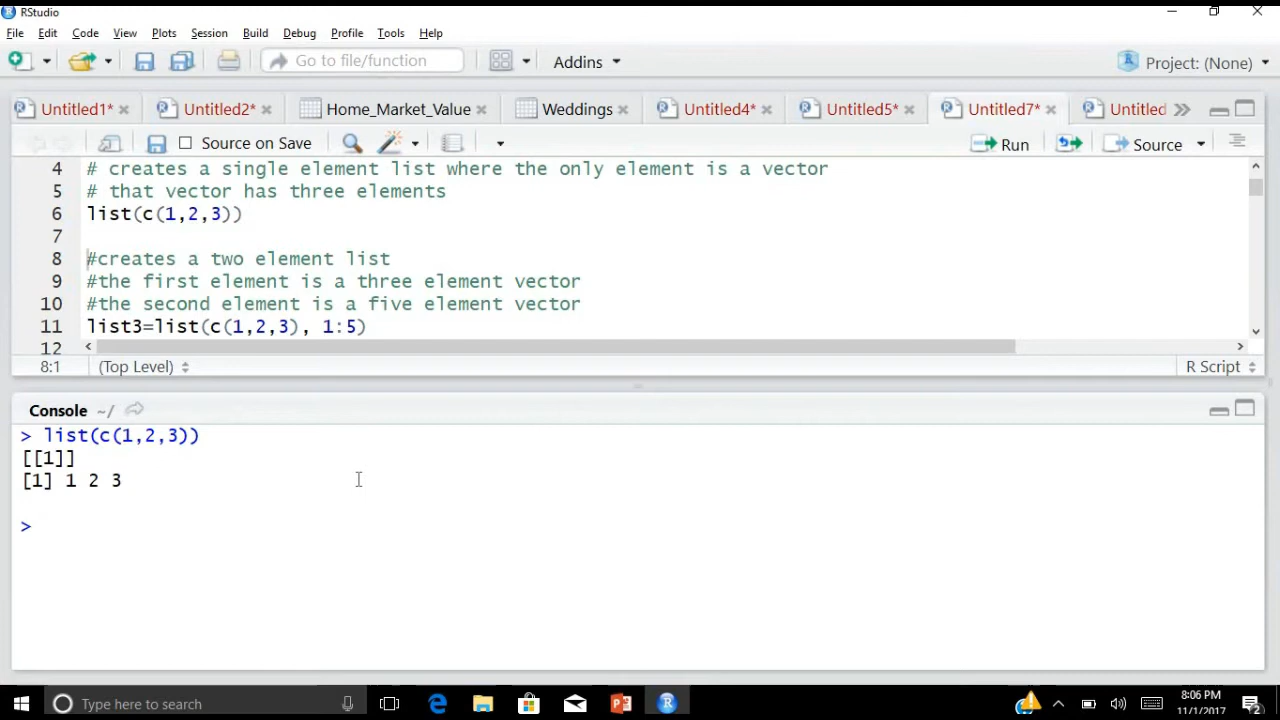 RStudio
File Edit Code View Plots Session Build Debug Profile Tools Help
Go to file/function Addins Project: (None)
Untitled1* Untitled2* Home_Market_Value Weddings Untitled4* Untitled5* Untitled7* Untitled
Source on Save Run Source
4 # creates a single element list where the only element is a vector
5 # that vector has three elements
6 list(c(1,2,3))
7
8 #creates a two element list
9 #the first element is a three element vector
10 #the second element is a five element vector
11 list3=list(c(1,2,3), 1:5)
12
8:1 (Top Level) R Script
Console ~/
> list(c(1,2,3))
[[1]]
[1] 1 2 3
>
Type here to search
8:06 PM
11/1/2017
2